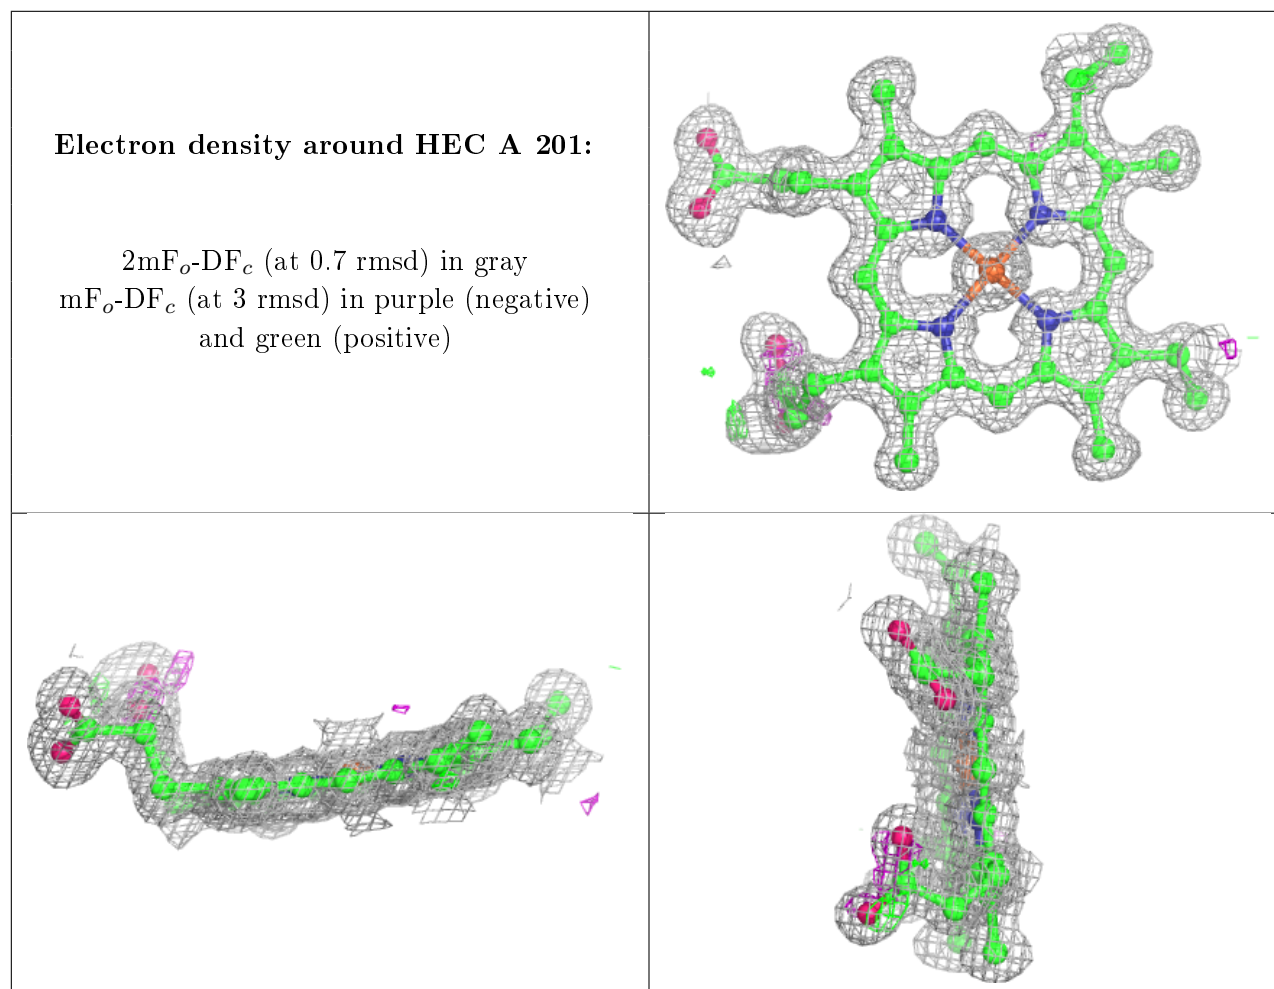 Electron density around HEC A 201:
2mFₒ-DF𝒸 (at 0.7 rmsd) in gray
mFₒ-DF𝒸 (at 3 rmsd) in purple (negative)
and green (positive)